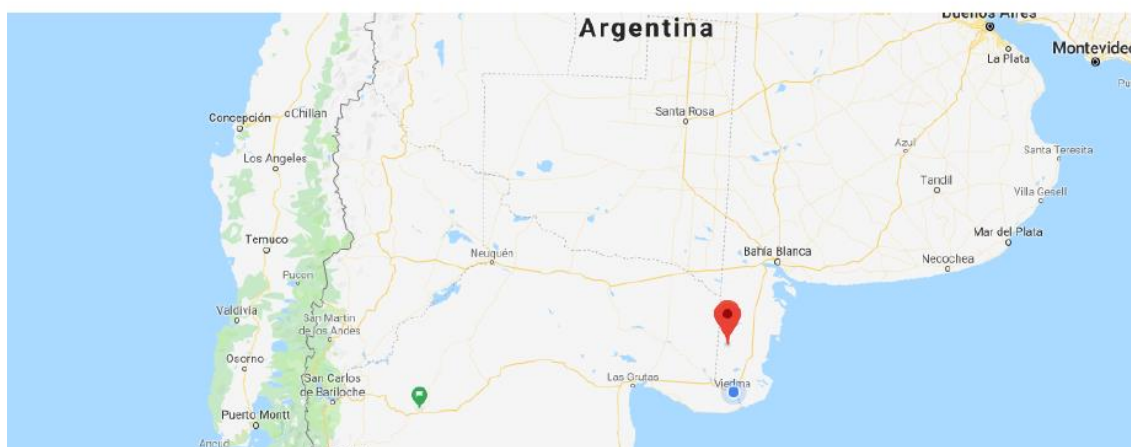 Buenos Aires
Argentina
La Plata
Montevideo
Santa Rosa
Chillan
Concepción
Azul
Los Angeles
Santa Teresita
Tandil
Villa Gesell
Mar del Plata
Temuco
Neuquén
Bahía Blanca
Necochea
Pucon
Valdivia
San Martin
de los Andes
Osorno
San Carlos
de Bariloche
Las Grutas
Viedma
Puerto Montt